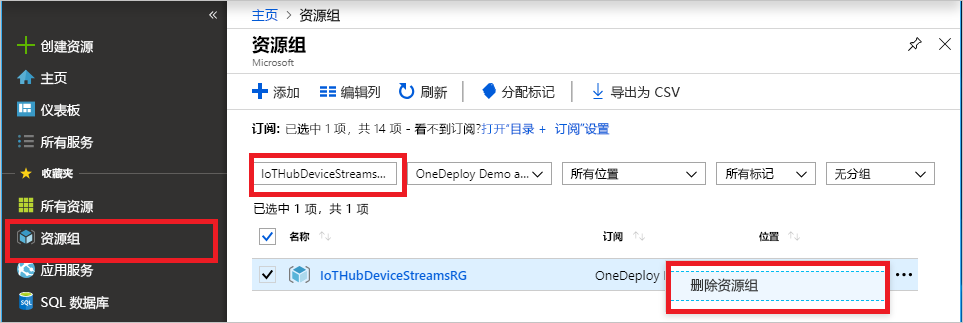 «
创建资源
主页
仪表板
所有服务
收藏夹
所有资源
资源组
应用服务
SQL 数据库
主页 > 资源组
资源组
Microsoft
添加 编辑列 刷新 分配标记 导出为 CSV
订阅: 已选中 1 项，共 14 项 - 看不到订阅?打开“目录 + 订阅”设置
IoTHubDeviceStreams... OneDeploy Demo a... 所有位置 所有标记 无分组
已选中 1 项，共 1 项
名称 订阅 位置
IoTHubDeviceStreamsRG OneDeploy
删除资源组